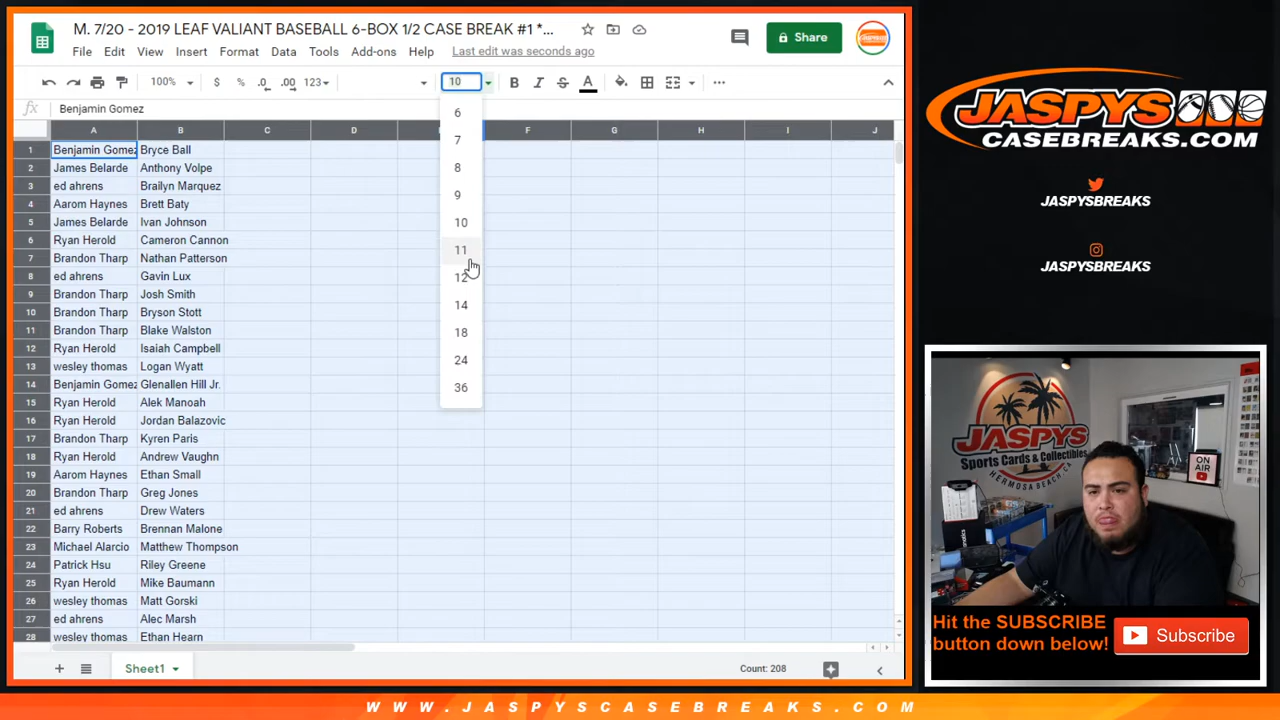 M. 7/20 - 2019 LEAF VALIANT BASEBALL 6-BOX 1/2 CASE BREAK #1 *...
File Edit View Insert Format Data Tools Add-ons Help Last edit was seconds ago
Share
100% $ % .0 .00 123 10 B I S A
fx Benjamin Gomez
A B C D F G H I J
1 Benjamin Gomez Bryce Ball
2 James Belarde Anthony Volpe
3 ed ahrens Brailyn Marquez
4 Aarom Haynes Brett Baty
5 James Belarde Ivan Johnson
6 Ryan Herold Cameron Cannon
7 Brandon Tharp Nathan Patterson
8 ed ahrens Gavin Lux
9 Brandon Tharp Josh Smith
10 Brandon Tharp Bryson Stott
11 Brandon Tharp Blake Walston
12 Ryan Herold Isaiah Campbell
13 wesley thomas Logan Wyatt
14 Benjamin Gomez Glenallen Hill Jr.
15 Ryan Herold Alek Manoah
16 Ryan Herold Jordan Balazovic
17 Brandon Tharp Kyren Paris
18 Ryan Herold Andrew Vaughn
19 Aarom Haynes Ethan Small
20 Brandon Tharp Greg Jones
21 ed ahrens Drew Waters
22 Barry Roberts Brennan Malone
23 Michael Alarcio Matthew Thompson
24 Patrick Hsu Riley Greene
25 Ryan Herold Mike Baumann
26 wesley thomas Matt Gorski
27 ed ahrens Alec Marsh
28 wesley thomas Ethan Hearn
6
7
8
9
10
11
12
14
18
24
36
Sheet1
Count: 208
JASPYS
CASEBREAKS.COM
JASPYSBREAKS
JASPYSBREAKS
JASPYS
Sports Cards & Collectibles
HERMOSA BEACH, CA
ON
AIR
Hit the SUBSCRIBE
button down below!
Subscribe
WWW.JASPYSCASEBREAKS.COM